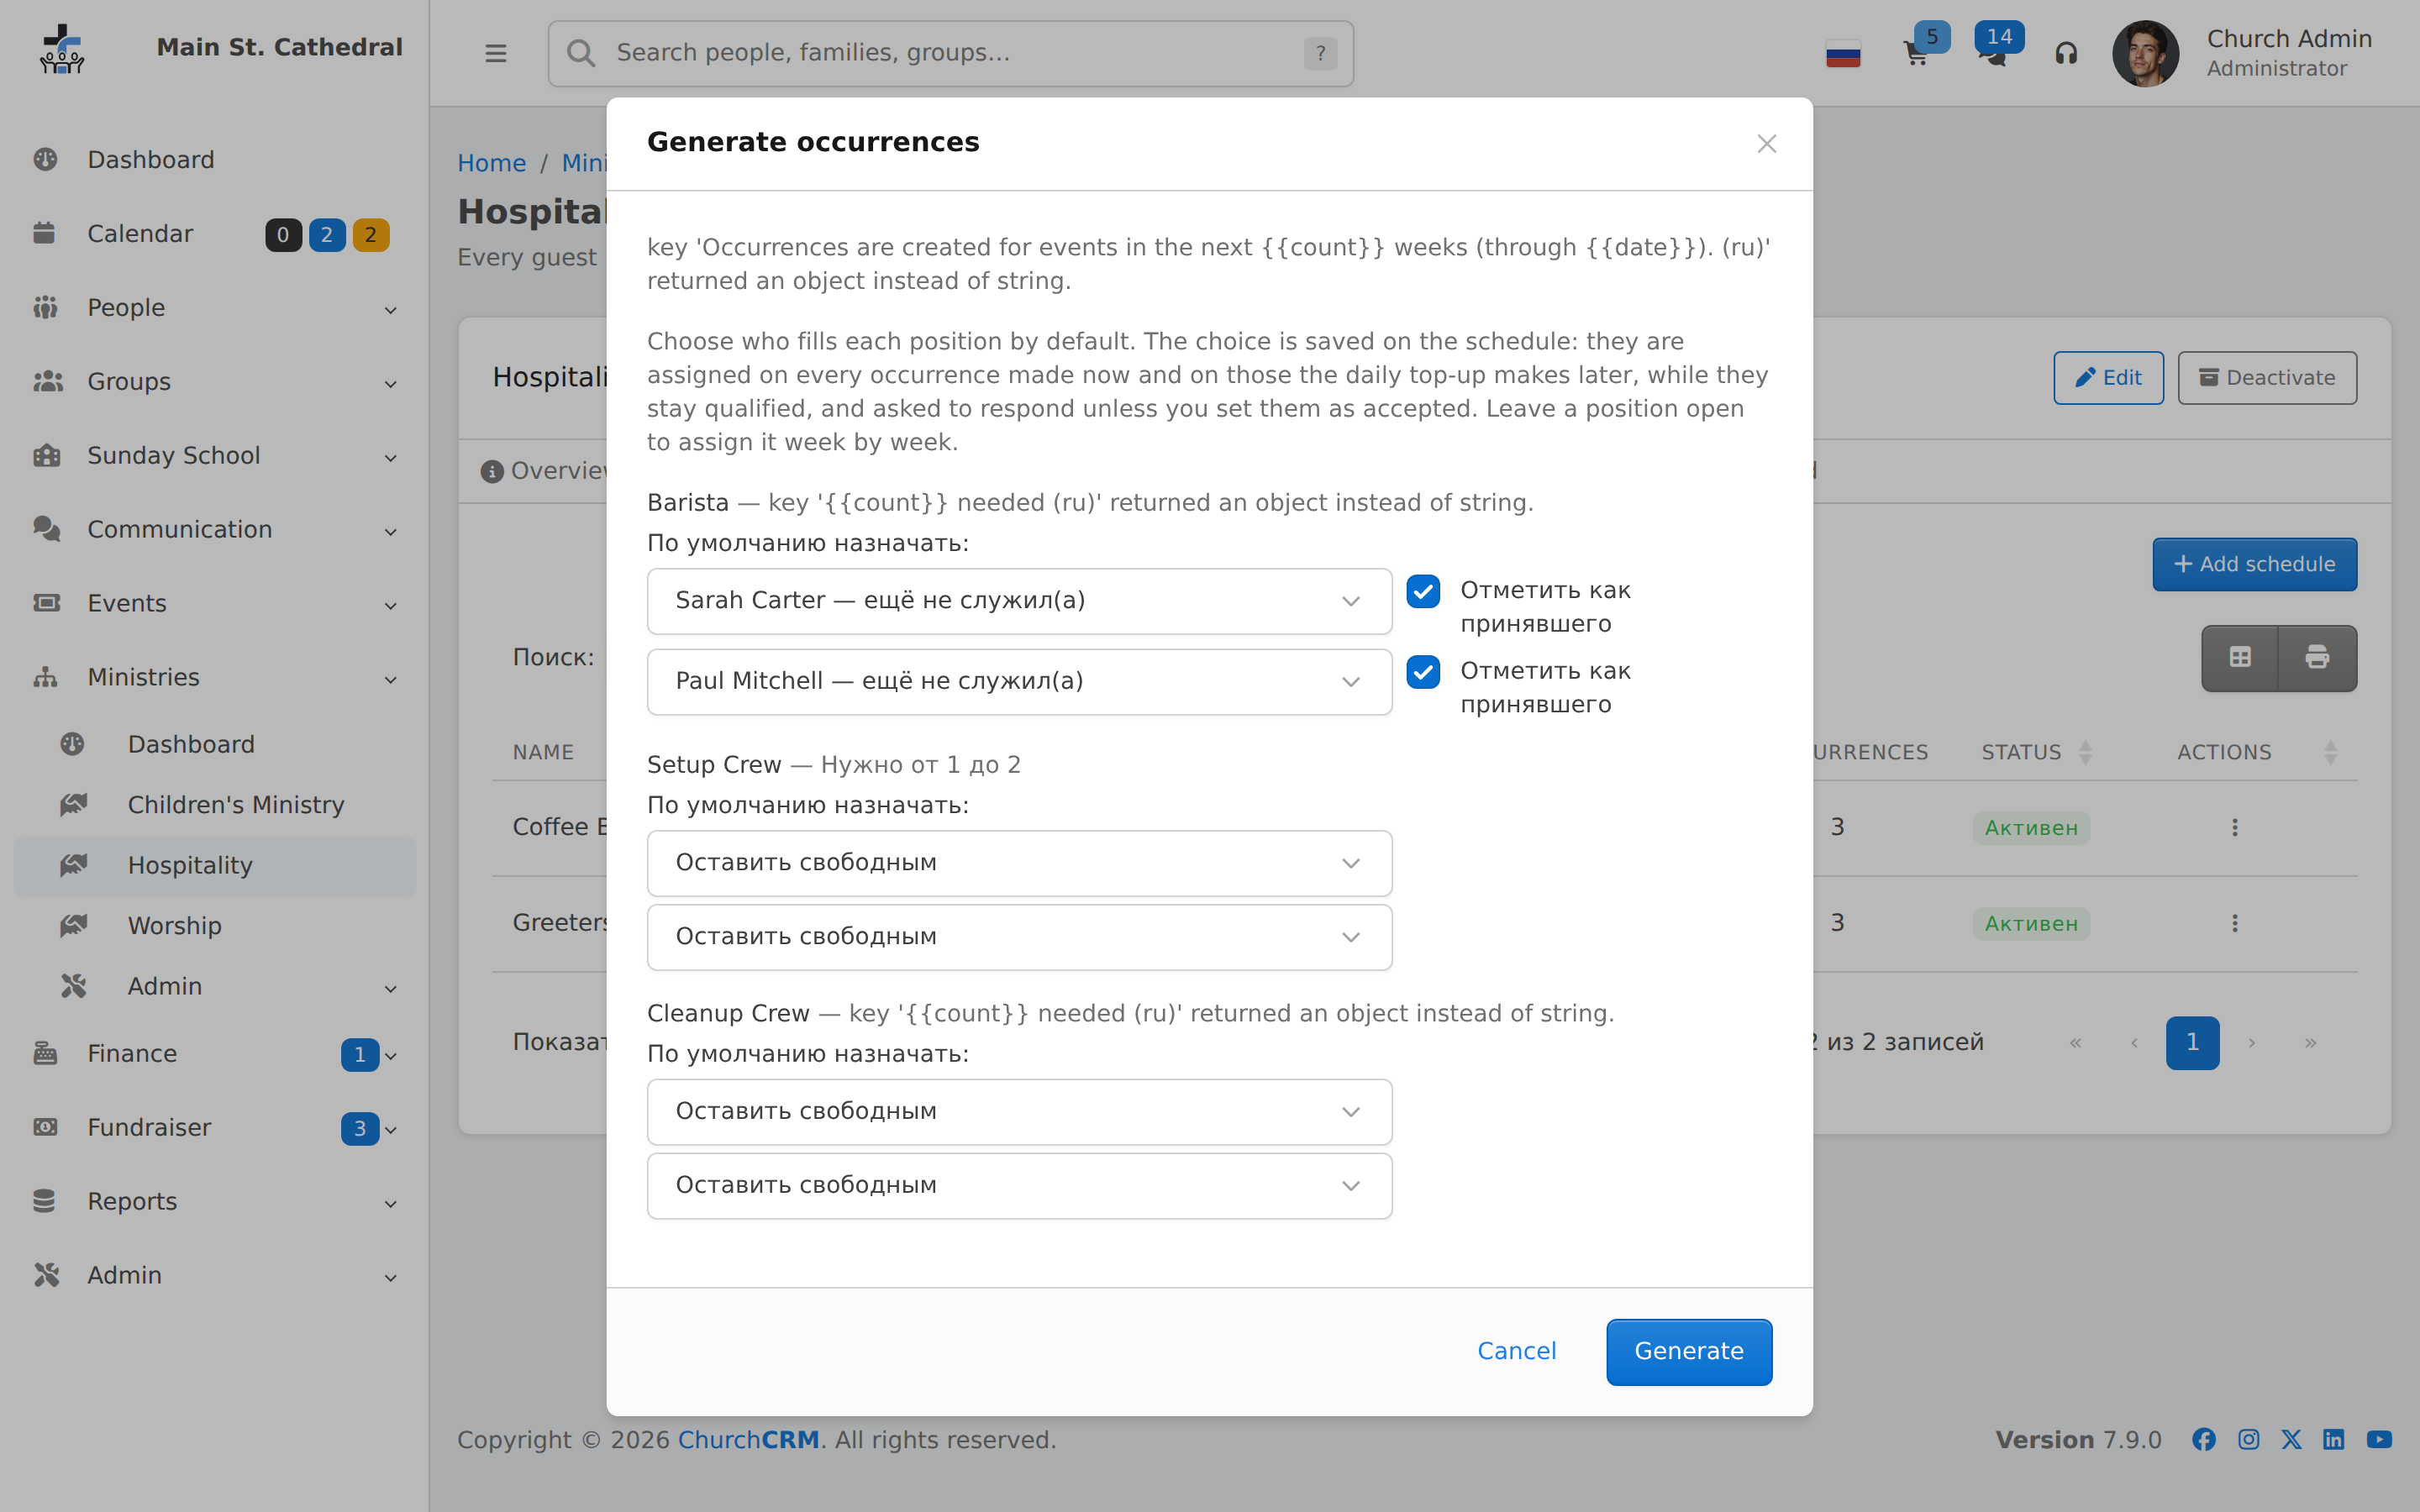 Main St. Cathedral
Search people, families, groups...
?
5
14
Church Admin
Administrator
Dashboard
Calendar
0
2
2
People
Groups
Sunday School
Communication
Events
Ministries
Dashboard
Children's Ministry
Hospitality
Worship
Admin
Finance
1
Fundraiser
3
Reports
Admin
Home /
Every guest
Edit
Deactivate
Add schedule
Поиск:
NAME
STATUS
ACTIONS
Coffee
3
Активен
Greeters
3
Активен
2 из 2 записей
«
‹
1
›
»
Generate occurrences
key 'Occurrences are created for events in the next {{count}} weeks (through {{date}}). (ru)'
returned an object instead of string.
Choose who fills each position by default. The choice is saved on the schedule: they are
assigned on every occurrence made now and on those the daily top-up makes later, while they
stay qualified, and asked to respond unless you set them as accepted. Leave a position open
to assign it week by week.
Barista — key '{{count}} needed (ru)' returned an object instead of string.
По умолчанию назначать:
Sarah Carter — ещё не служил(а)
Отметить как
принявшего
Paul Mitchell — ещё не служил(а)
Отметить как
принявшего
Setup Crew — Нужно от 1 до 2
По умолчанию назначать:
Оставить свободным
Оставить свободным
Cleanup Crew — key '{{count}} needed (ru)' returned an object instead of string.
По умолчанию назначать:
Оставить свободным
Оставить свободным
Cancel
Generate
Copyright © 2026 ChurchCRM. All rights reserved.
Version 7.9.0